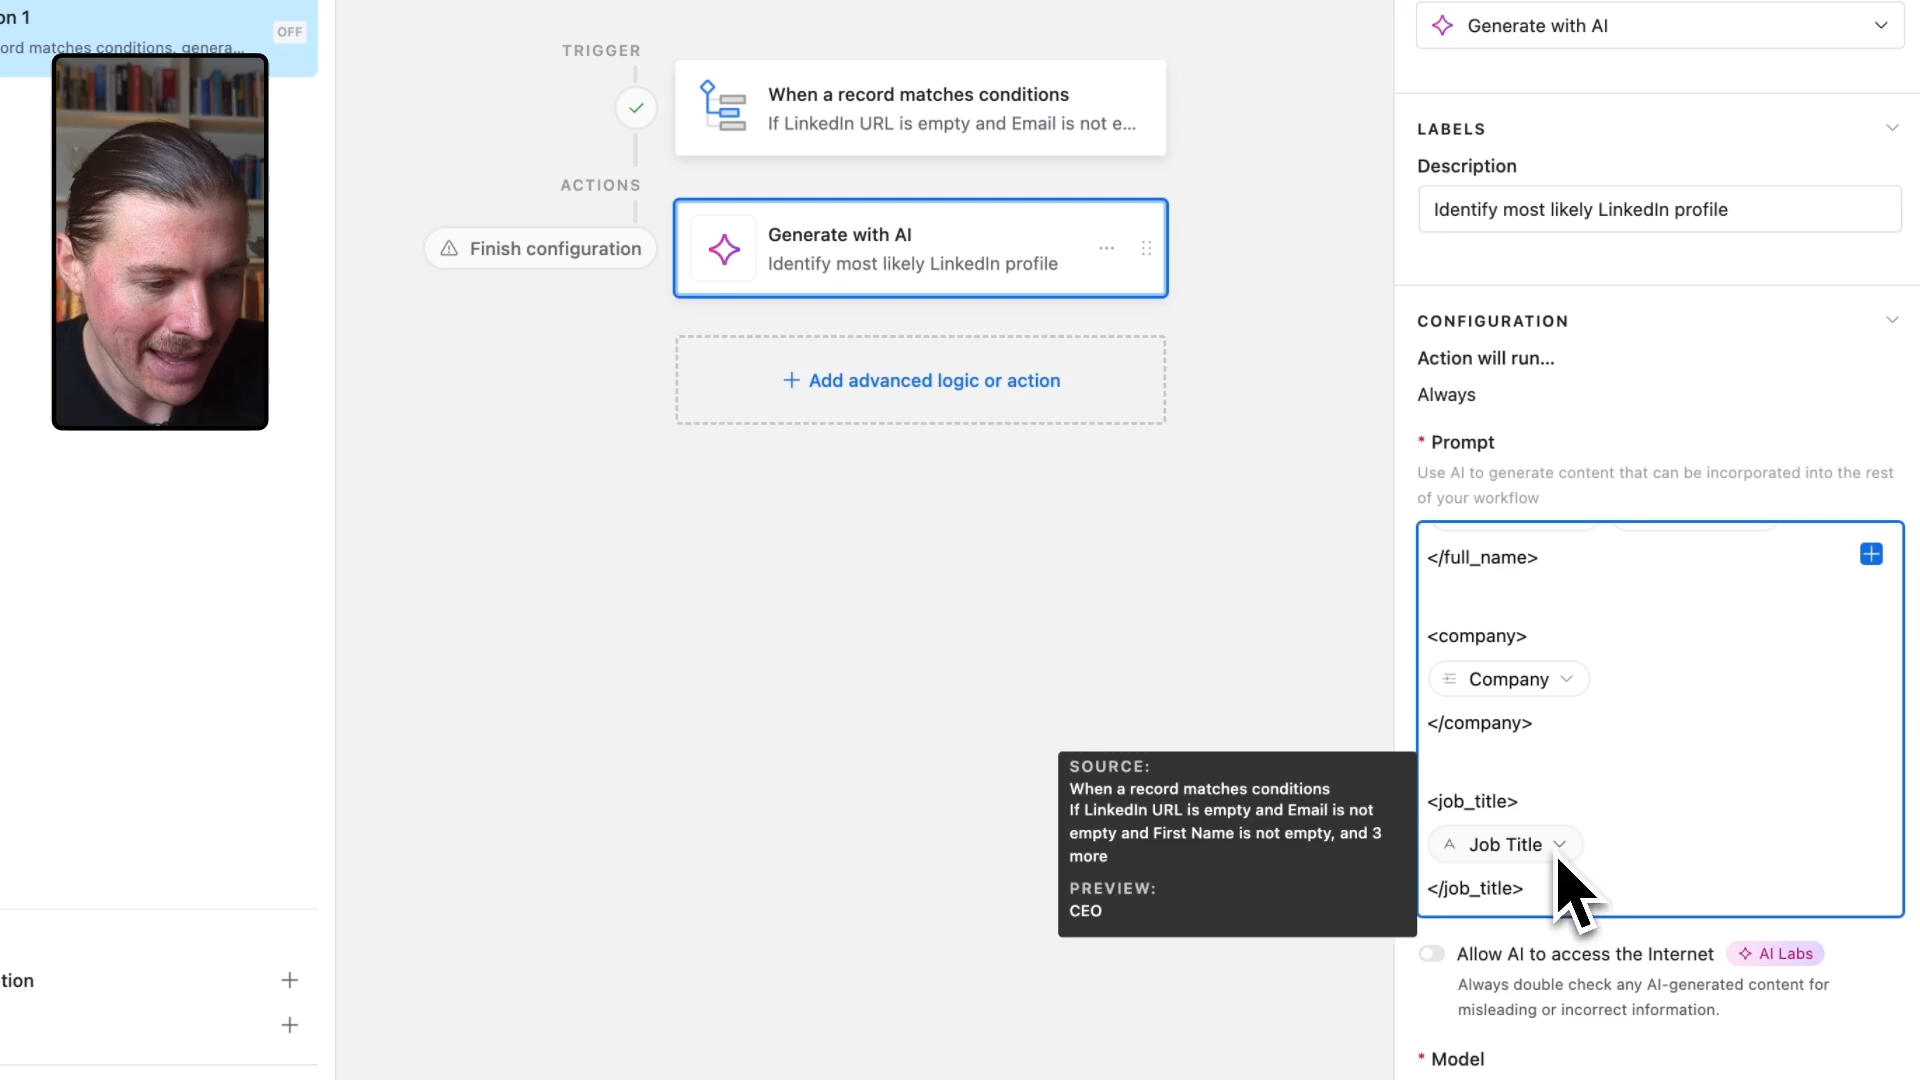 on 1
OFF
ord matches conditions, genera...
TRIGGER
When a record matches conditions
If LinkedIn URL is empty and Email is not e...
ACTIONS
Finish configuration
Generate with AI
Identify most likely LinkedIn profile
Add advanced logic or action
tion
Generate with AI
LABELS
Description
Identify most likely LinkedIn profile
CONFIGURATION
Action will run...
Always
* Prompt
Use AI to generate content that can be incorporated into the rest
of your workflow
</full_name>
<company>
Company
</company>
<job_title>
A Job Title
</job_title>
SOURCE:
When a record matches conditions
If LinkedIn URL is empty and Email is not
empty and First Name is not empty, and 3
more
PREVIEW:
CEO
Allow AI to access the Internet AI Labs
Always double check any AI-generated content for
misleading or incorrect information.
* Model